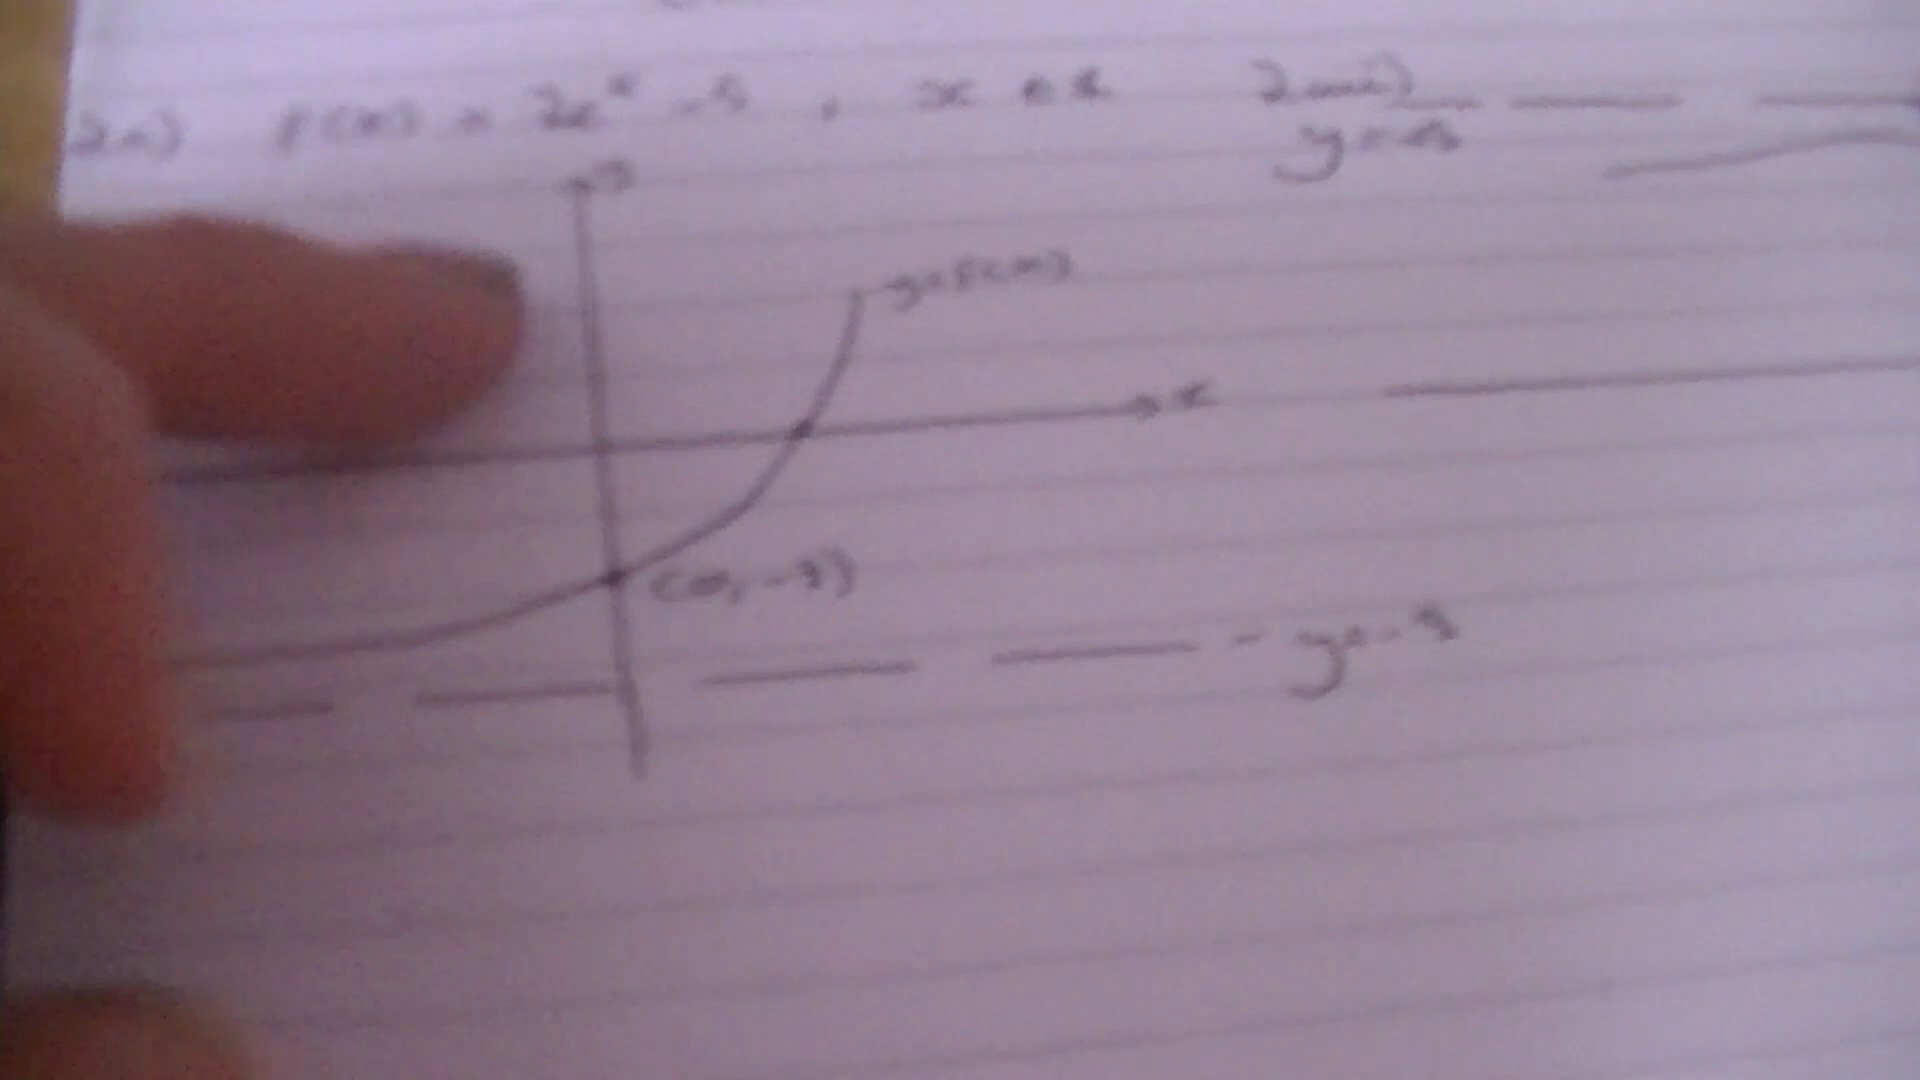 2a) f(x) = 2e^x - 5 , x ∈ ℝ
y
y=f(x)
x
(0, -3)
y=-5